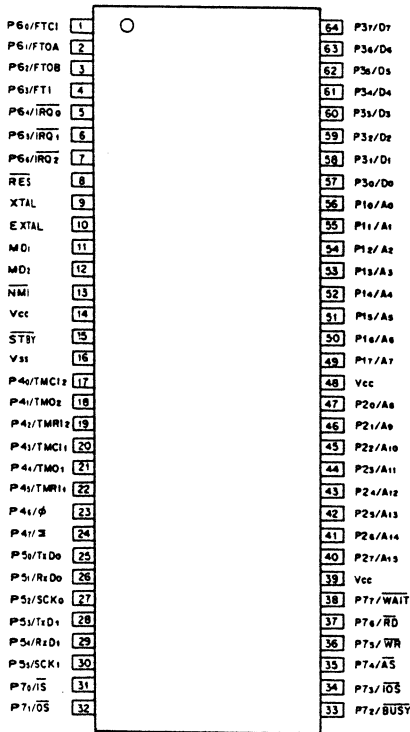 P60/FTCI 1 64 P37/D7
P61/FTOA 2 63 P36/D6
P62/FTOB 3 62 P35/D5
P63/FTI 4 61 P34/D4
P64/IRQ0 5 60 P33/D3
P65/IRQ1 6 59 P32/D2
P66/IRQ2 7 58 P31/D1
RES 8 57 P30/D0
XTAL 9 56 P10/A0
EXTAL 10 55 P11/A1
MD1 11 54 P12/A2
MD2 12 53 P13/A3
NMI 13 52 P14/A4
Vcc 14 51 P15/A5
STBY 15 50 P16/A6
Vss 16 49 P17/A7
P40/TMCI2 17 48 Vcc
P41/TMO2 18 47 P20/A8
P42/TMRI2 19 46 P21/A9
P43/TMCI1 20 45 P22/A10
P44/TMO1 21 44 P23/A11
P45/TMRI1 22 43 P24/A12
P46/ϕ 23 42 P25/A13
P47/Ǝ 24 41 P26/A14
P50/TxD0 25 40 P27/A15
P51/RxD0 26 39 Vcc
P52/SCK0 27 38 P77/WAIT
P53/TxD1 28 37 P76/RD
P54/RxD1 29 36 P75/WR
P55/SCK1 30 35 P74/AS
P70/IS 31 34 P73/IOS
P71/OS 32 33 P72/BUSY